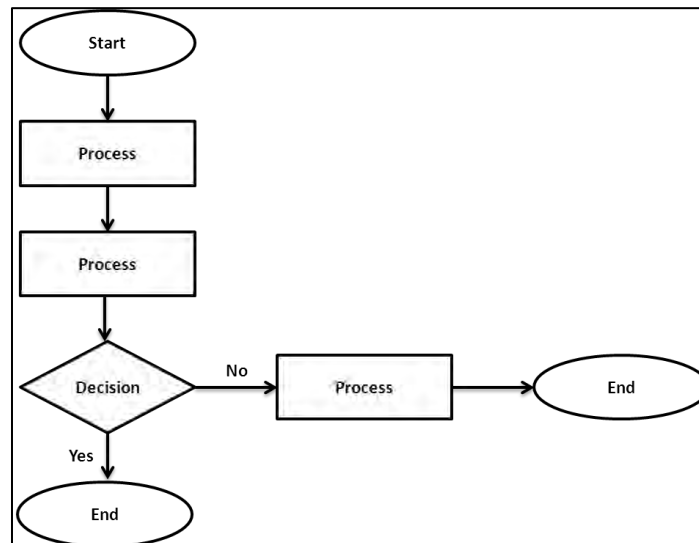 Start
Process
Process
Decision
No
Process
End
Yes
End